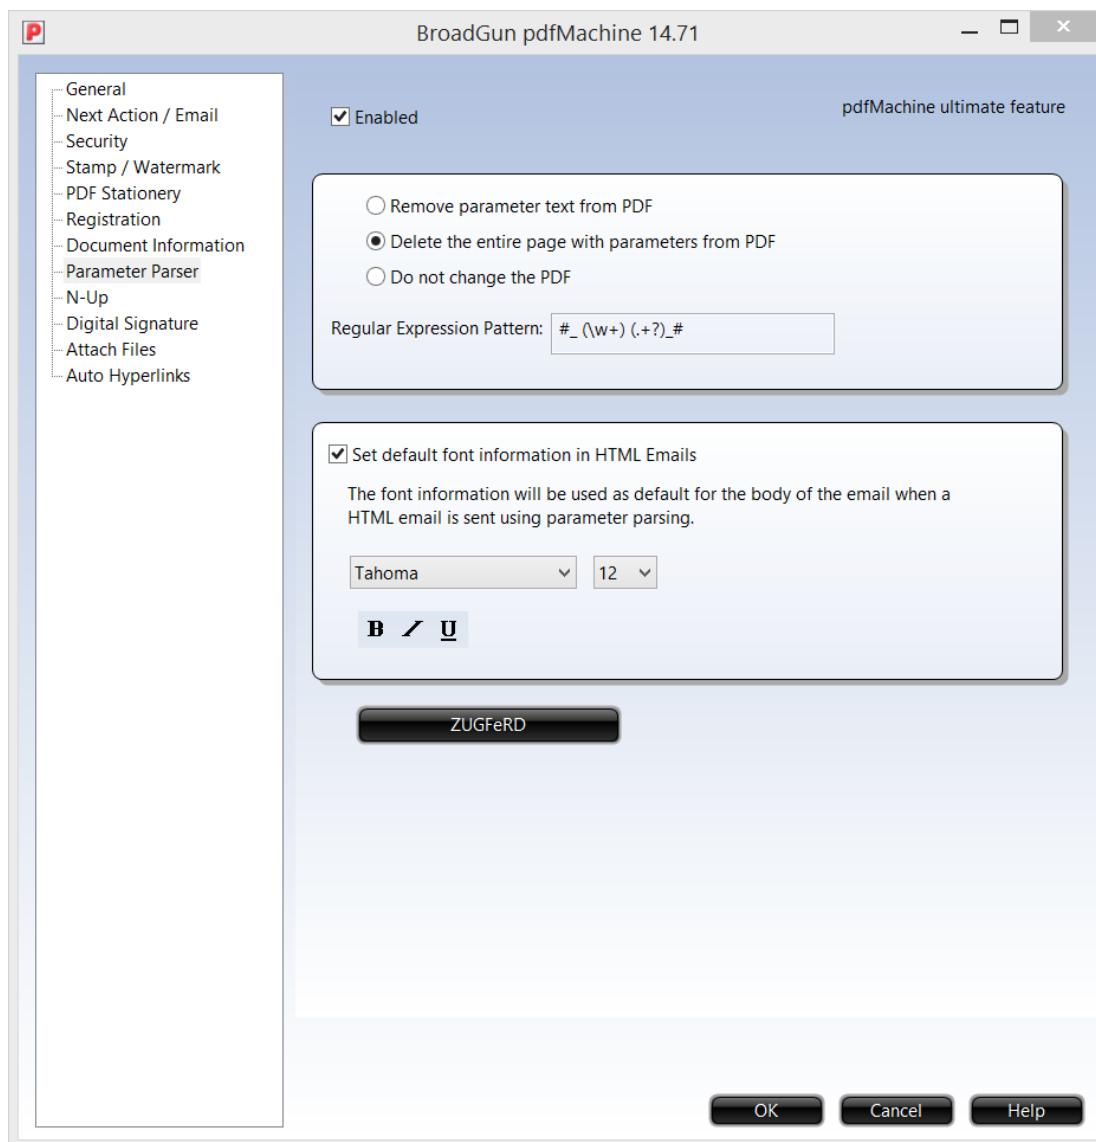 BroadGun pdfMachine 14.71
General
Next Action / Email
Security
Stamp / Watermark
PDF Stationery
Registration
Document Information
Parameter Parser
N-Up
Digital Signature
Attach Files
Auto Hyperlinks
Enabled
pdfMachine ultimate feature
Remove parameter text from PDF
Delete the entire page with parameters from PDF
Do not change the PDF
Regular Expression Pattern: #_ (\w+) (.+?)_#
Set default font information in HTML Emails
The font information will be used as default for the body of the email when a
HTML email is sent using parameter parsing.
Tahoma 12
B I U
ZUGFeRD
OK Cancel Help